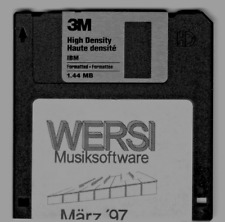 3M
High Density
Haute densité
IBM
Formatted • Formatée
1.44 MB
WERSI
Musiksoftware
März '97